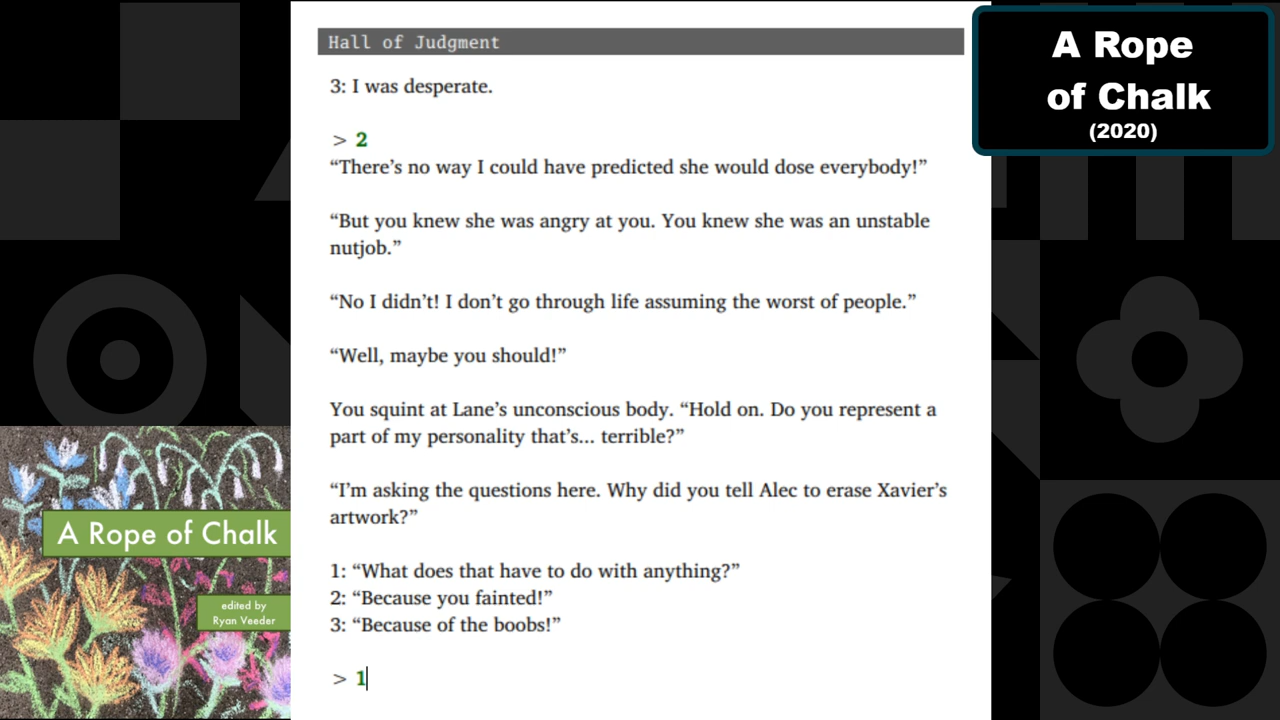 Hall of Judgment
3: I was desperate.
> 2
“There’s no way I could have predicted she would dose everybody!”
“But you knew she was angry at you. You knew she was an unstable
nutjob.”
“No I didn’t! I don’t go through life assuming the worst of people.”
“Well, maybe you should!”
You squint at Lane’s unconscious body. “Hold on. Do you represent a
part of my personality that’s... terrible?”
“I’m asking the questions here. Why did you tell Alec to erase Xavier’s
artwork?”
1: “What does that have to do with anything?”
2: “Because you fainted!”
3: “Because of the boobs!”
> 1
A Rope
of Chalk
(2020)
A Rope of Chalk
edited by
Ryan Veeder